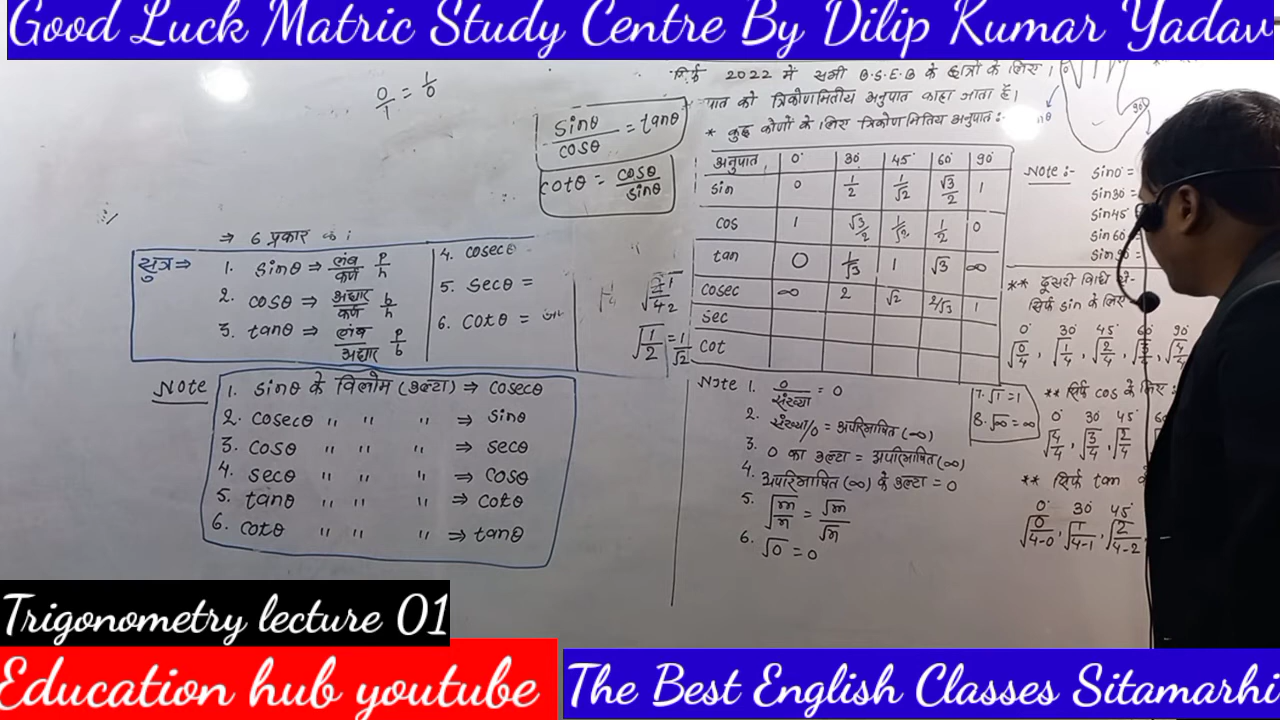 Good Luck Matric Study Centre By Dilip Kumar Yadav
2022 में सभी B.S.E.B के छात्रों के लिए।
पात को त्रिकोणमितीय अनुपात काहा जाता हैं।
* कुछ कोणों के लिए त्रिकोणमितिय अनुपात:-
0/1 = 1/0
sinθ/cosθ = tanθ
cotθ = cosθ/sinθ
अनुपात 0° 30° 45° 60° 90°
sin 0 1/2 1/√2 √3/2 1
cos 1 √3/2 1/√2 1/2 0
tan 0 1/√3 1 √3 ∞
cosec ∞ 2 √2 2/√3 1
sec
cot
⇒ 6 प्रकार
सुत्र ⇒
1. sinθ ⇒ लंब/कर्ण p/h
2. cosθ ⇒ अधार/कर्ण b/h
3. tanθ ⇒ लंब/अधार p/b
4. cosecθ
5. secθ =
6. cotθ =
√1/2 = 1/√2
Note
1. sinθ के विलोम (उल्टा) ⇒ cosecθ
2. cosecθ " " " ⇒ sinθ
3. cosθ " " " ⇒ secθ
4. secθ " " " ⇒ cosθ
5. tanθ " " " ⇒ cotθ
6. cotθ " " " ⇒ tanθ
Note 1. 0/संख्या = 0
2. संख्या/0 = अपरिभाषित (∞)
3. 0 का उल्टा = अपरिभाषित (∞)
4. अपरिभाषित (∞) के उल्टा = 0
5. √m/n = √m/√n
6. √0 = 0
7. √1 = 1
8. √∞ = ∞
Note:- sin0° =
sin30° =
sin45°
sin60° =
** दुसरी विधि से-
सिर्फ sin के लिए
0° 30° 45° 60° 90°
√0/4, √1/4, √2/4, √3/4, √4/4
** सिर्फ cos के लिए
0° 30° 45°
√4/4, √3/4, √2/4
** सिर्फ tan
0° 30° 45°
√0/4-0, √1/4-1, √2/4-2
Trigonometry lecture 01
Education hub youtube
The Best English Classes Sitamarhi